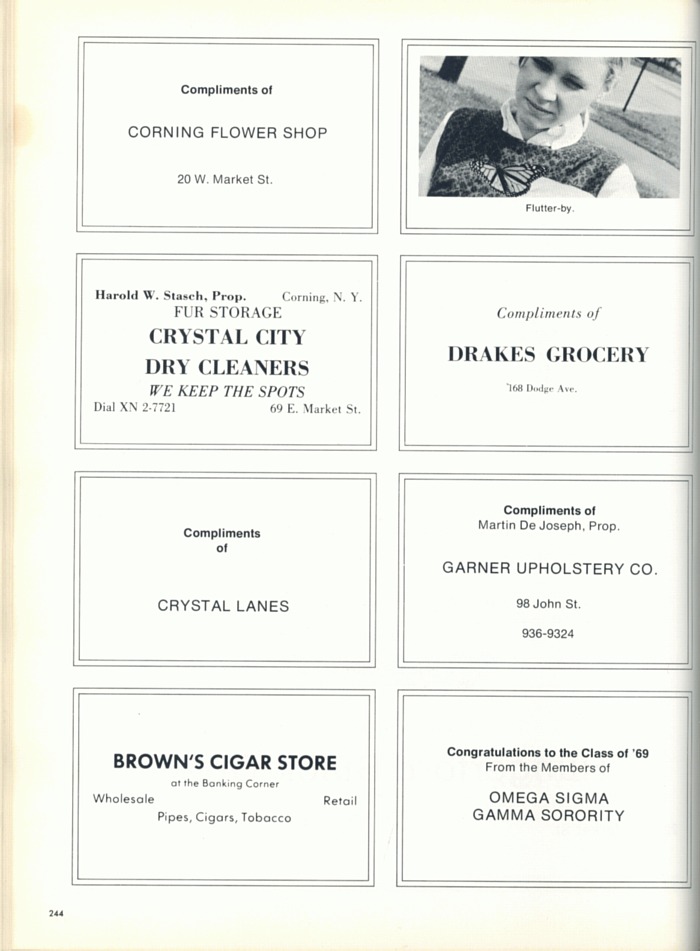 Compliments of
CORNING FLOWER SHOP
20 W. Market St.
Flutter-by.
Harold W. Stasch, Prop. Corning, N. Y.
FUR STORAGE
CRYSTAL CITY
DRY CLEANERS
WE KEEP THE SPOTS
Dial XN 2-7721 69 E. Market St.
Compliments of
DRAKES GROCERY
168 Dodge Ave.
Compliments
of
CRYSTAL LANES
Compliments of
Martin De Joseph, Prop.
GARNER UPHOLSTERY CO.
98 John St.
936-9324
BROWN'S CIGAR STORE
at the Banking Corner
Wholesale Retail
Pipes, Cigars, Tobacco
Congratulations to the Class of '69
From the Members of
OMEGA SIGMA
GAMMA SORORITY
244